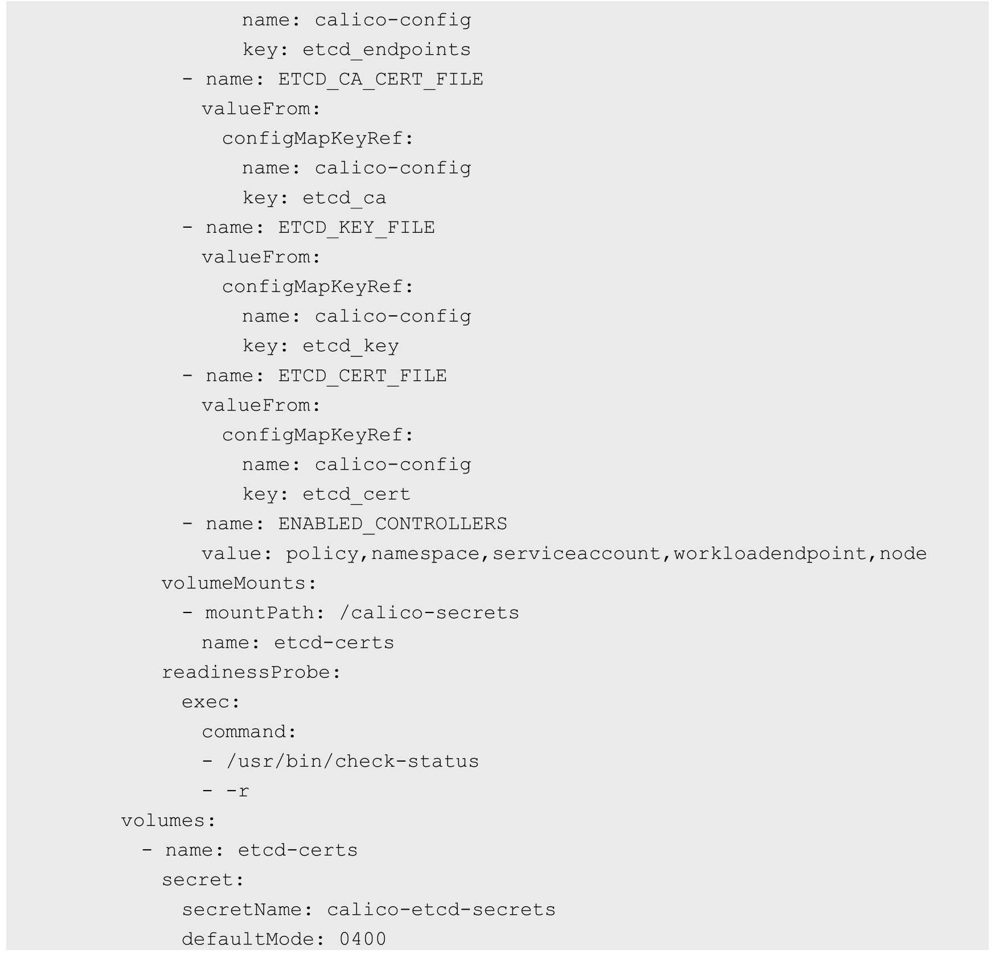 name: calico-config
key: etcd_endpoints
- name: ETCD_CA_CERT_FILE
valueFrom:
configMapKeyRef:
name: calico-config
key: etcd_ca
- name: ETCD_KEY_FILE
valueFrom:
configMapKeyRef:
name: calico-config
key: etcd_key
- name: ETCD_CERT_FILE
valueFrom:
configMapKeyRef:
name: calico-config
key: etcd_cert
- name: ENABLED_CONTROLLERS
value: policy,namespace,serviceaccount,workloadendpoint,node
volumeMounts:
- mountPath: /calico-secrets
name: etcd-certs
readinessProbe:
exec:
command:
- /usr/bin/check-status
- -r
volumes:
- name: etcd-certs
secret:
secretName: calico-etcd-secrets
defaultMode: 0400